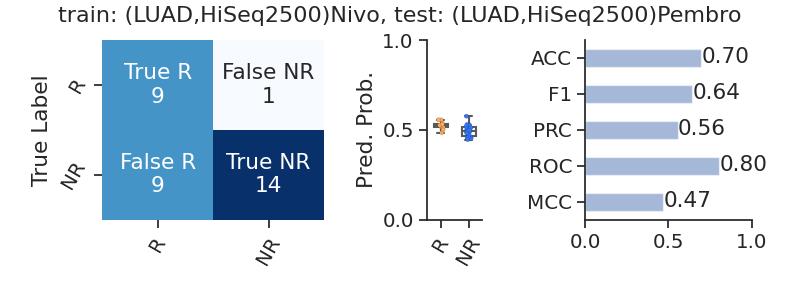 train: (LUAD,HiSeq2500)Nivo, test: (LUAD,HiSeq2500)Pembro
True Label
R
NR
True R
9
False NR
1
False R
9
True NR
14
R
NR
Pred. Prob.
1.0
0.5
0.0
R
NR
ACC
0.70
F1
0.64
PRC
0.56
ROC
0.80
MCC
0.47
0.0
0.5
1.0